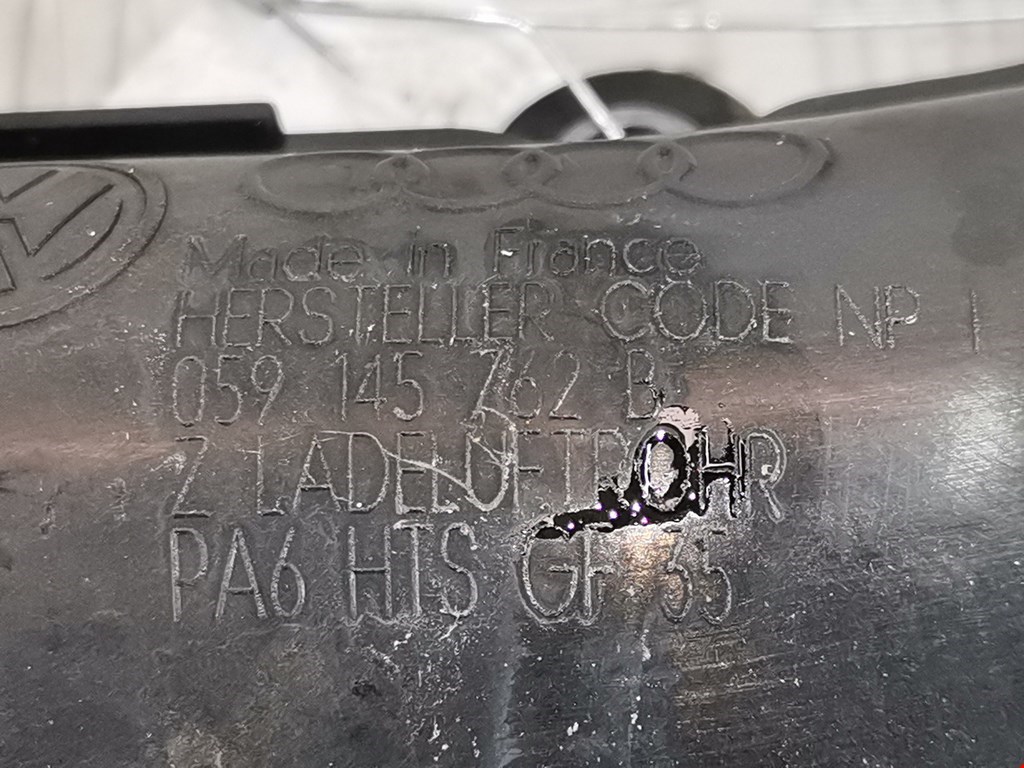 Made in France
HERSTELLER CODE NP I
059 145 762 B
Z LADELUFTROHR
PA6 HTS GF 35